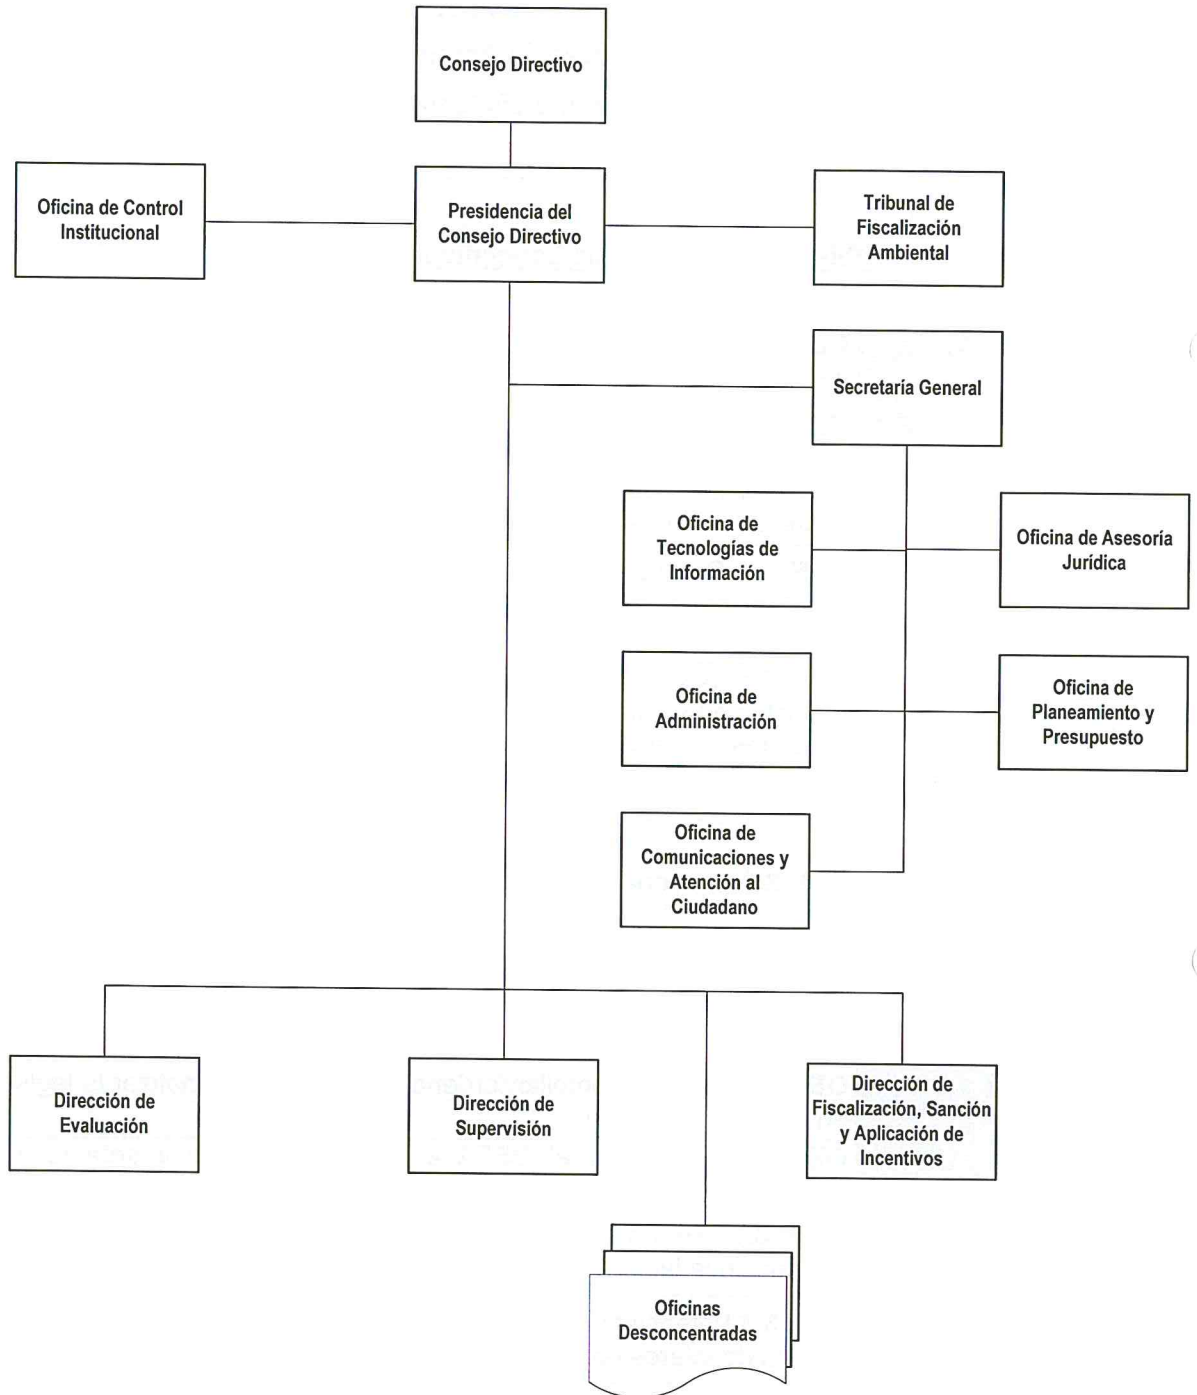 Consejo Directivo
Oficina de Control
Institucional
Presidencia del
Consejo Directivo
Tribunal de
Fiscalización
Ambiental
Secretaría General
Oficina de
Tecnologías de
Información
Oficina de Asesoría
Jurídica
Oficina de
Administración
Oficina de
Planeamiento y
Presupuesto
Oficina de
Comunicaciones y
Atención al
Ciudadano
Dirección de
Evaluación
Dirección de
Supervisión
Dirección de
Fiscalización, Sanción
y Aplicación de
Incentivos
Oficinas
Desconcentradas